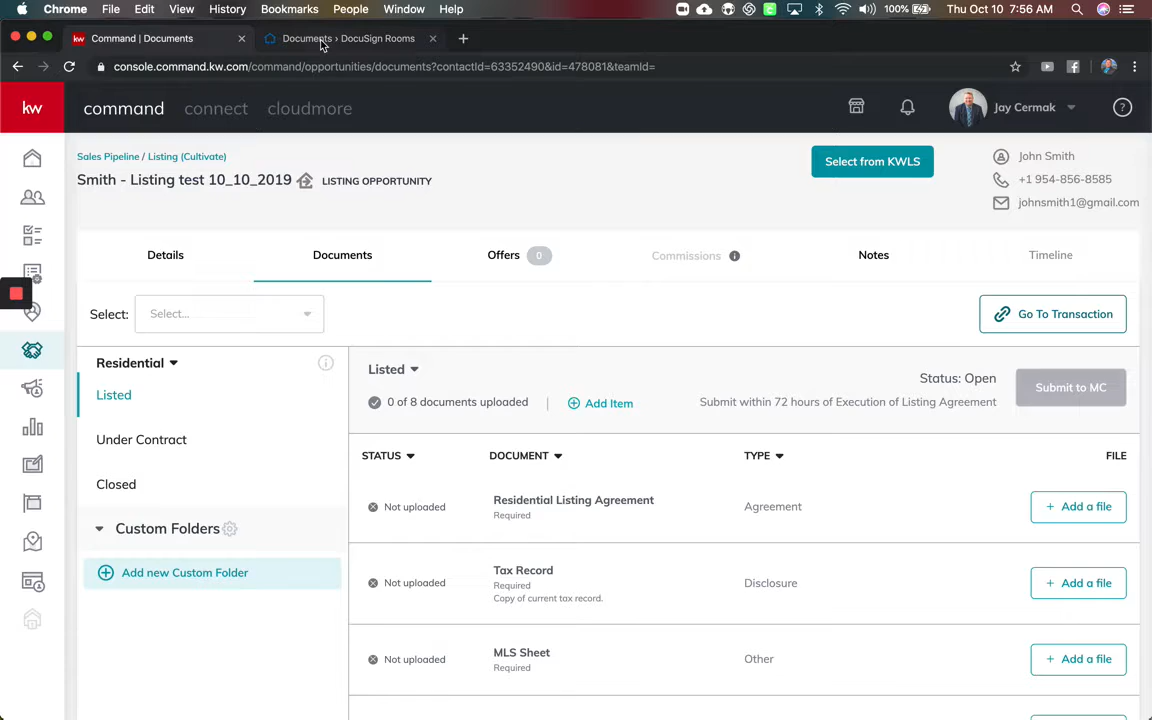 Chrome File Edit View History Bookmarks People Window Help 100% Thu Oct 10 7:56 AM
Command | Documents Documents › DocuSign Rooms
console.command.kw.com/command/opportunities/documents?contactId=63352490&id=478081&teamId=
kw command connect cloudmore Jay Cermak
Sales Pipeline / Listing (Cultivate)
Smith - Listing test 10_10_2019 LISTING OPPORTUNITY
Select from KWLS
John Smith
+1 954-856-8585
johnsmith1@gmail.com
Details Documents Offers 0 Commissions Notes Timeline
Select: Select... Go To Transaction
Residential
Listed
Under Contract
Closed
Custom Folders
Add new Custom Folder
Listed
0 of 8 documents uploaded | Add Item
Status: Open
Submit within 72 hours of Execution of Listing Agreement
Submit to MC
STATUS DOCUMENT TYPE FILE
Not uploaded Residential Listing Agreement Agreement + Add a file
Required
Not uploaded Tax Record Disclosure + Add a file
Required
Copy of current tax record.
Not uploaded MLS Sheet Other + Add a file
Required